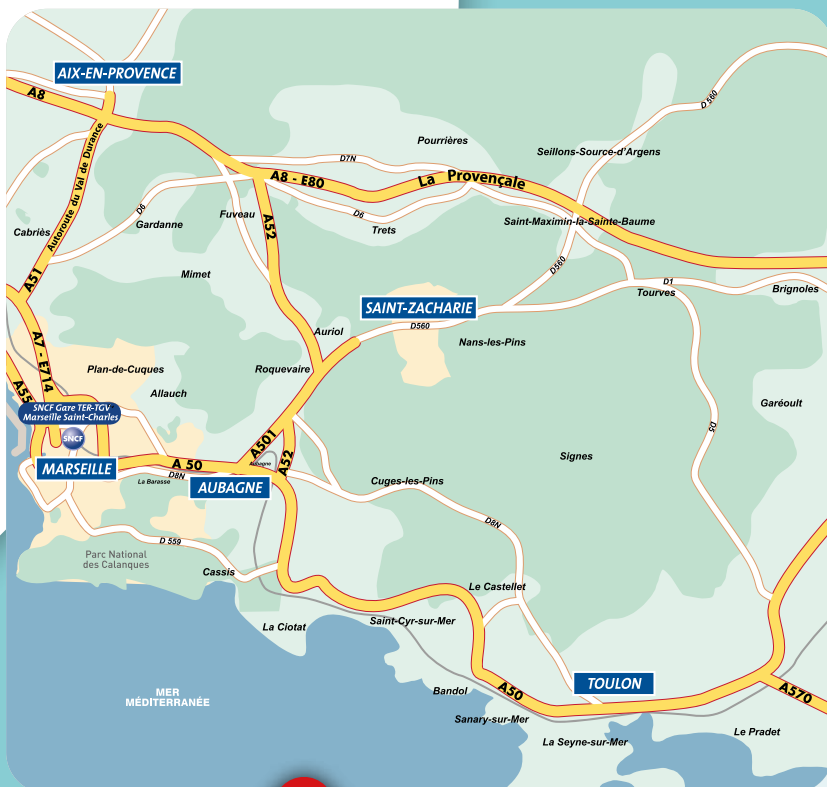 AIX-EN-PROVENCE
A8
D 560
Autoroute du Val de Durance
Pourrières
Seillons-Source-d'Argens
D7N
A8 - E80
La Provençale
D6
Fuveau
A52
D6
Saint-Maximin-la-Sainte-Baume
Cabriès
Gardanne
Trets
A51
Mimet
D560
D1
Tourves
Brignoles
SAINT-ZACHARIE
D560
Auriol
Nans-les-Pins
A7 - E714
Plan-de-Cuques
Roquevaire
Allauch
A55
Garéoult
SNCF Gare TER-TGV
Marseille Saint-Charles
SNCF
D5
A501
Signes
MARSEILLE
A 50
Aubagne
A52
D8N
La Barasse
AUBAGNE
Cuges-les-Pins
D8N
D 559
Parc National
des Calanques
Cassis
Le Castellet
La Ciotat
Saint-Cyr-sur-Mer
MER
MÉDITERRANÉE
Bandol
A50
TOULON
A570
Sanary-sur-Mer
La Seyne-sur-Mer
Le Pradet